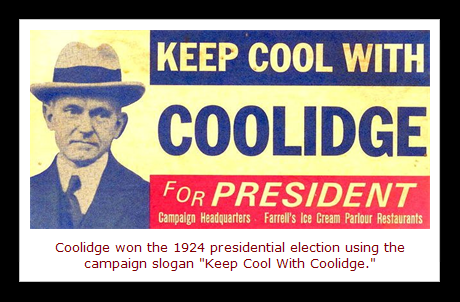 KEEP COOL WITH
COOLIDGE
FOR PRESIDENT
Campaign Headquarters - Farrell's Ice Cream Parlour Restaurants
Coolidge won the 1924 presidential election using the
campaign slogan "Keep Cool With Coolidge."